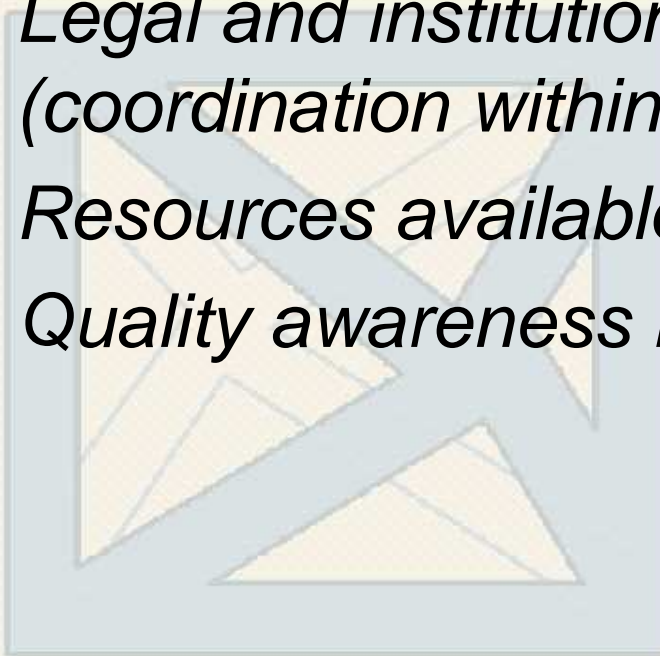 Legal and institution
(coordination within
Resources available
Quality awareness